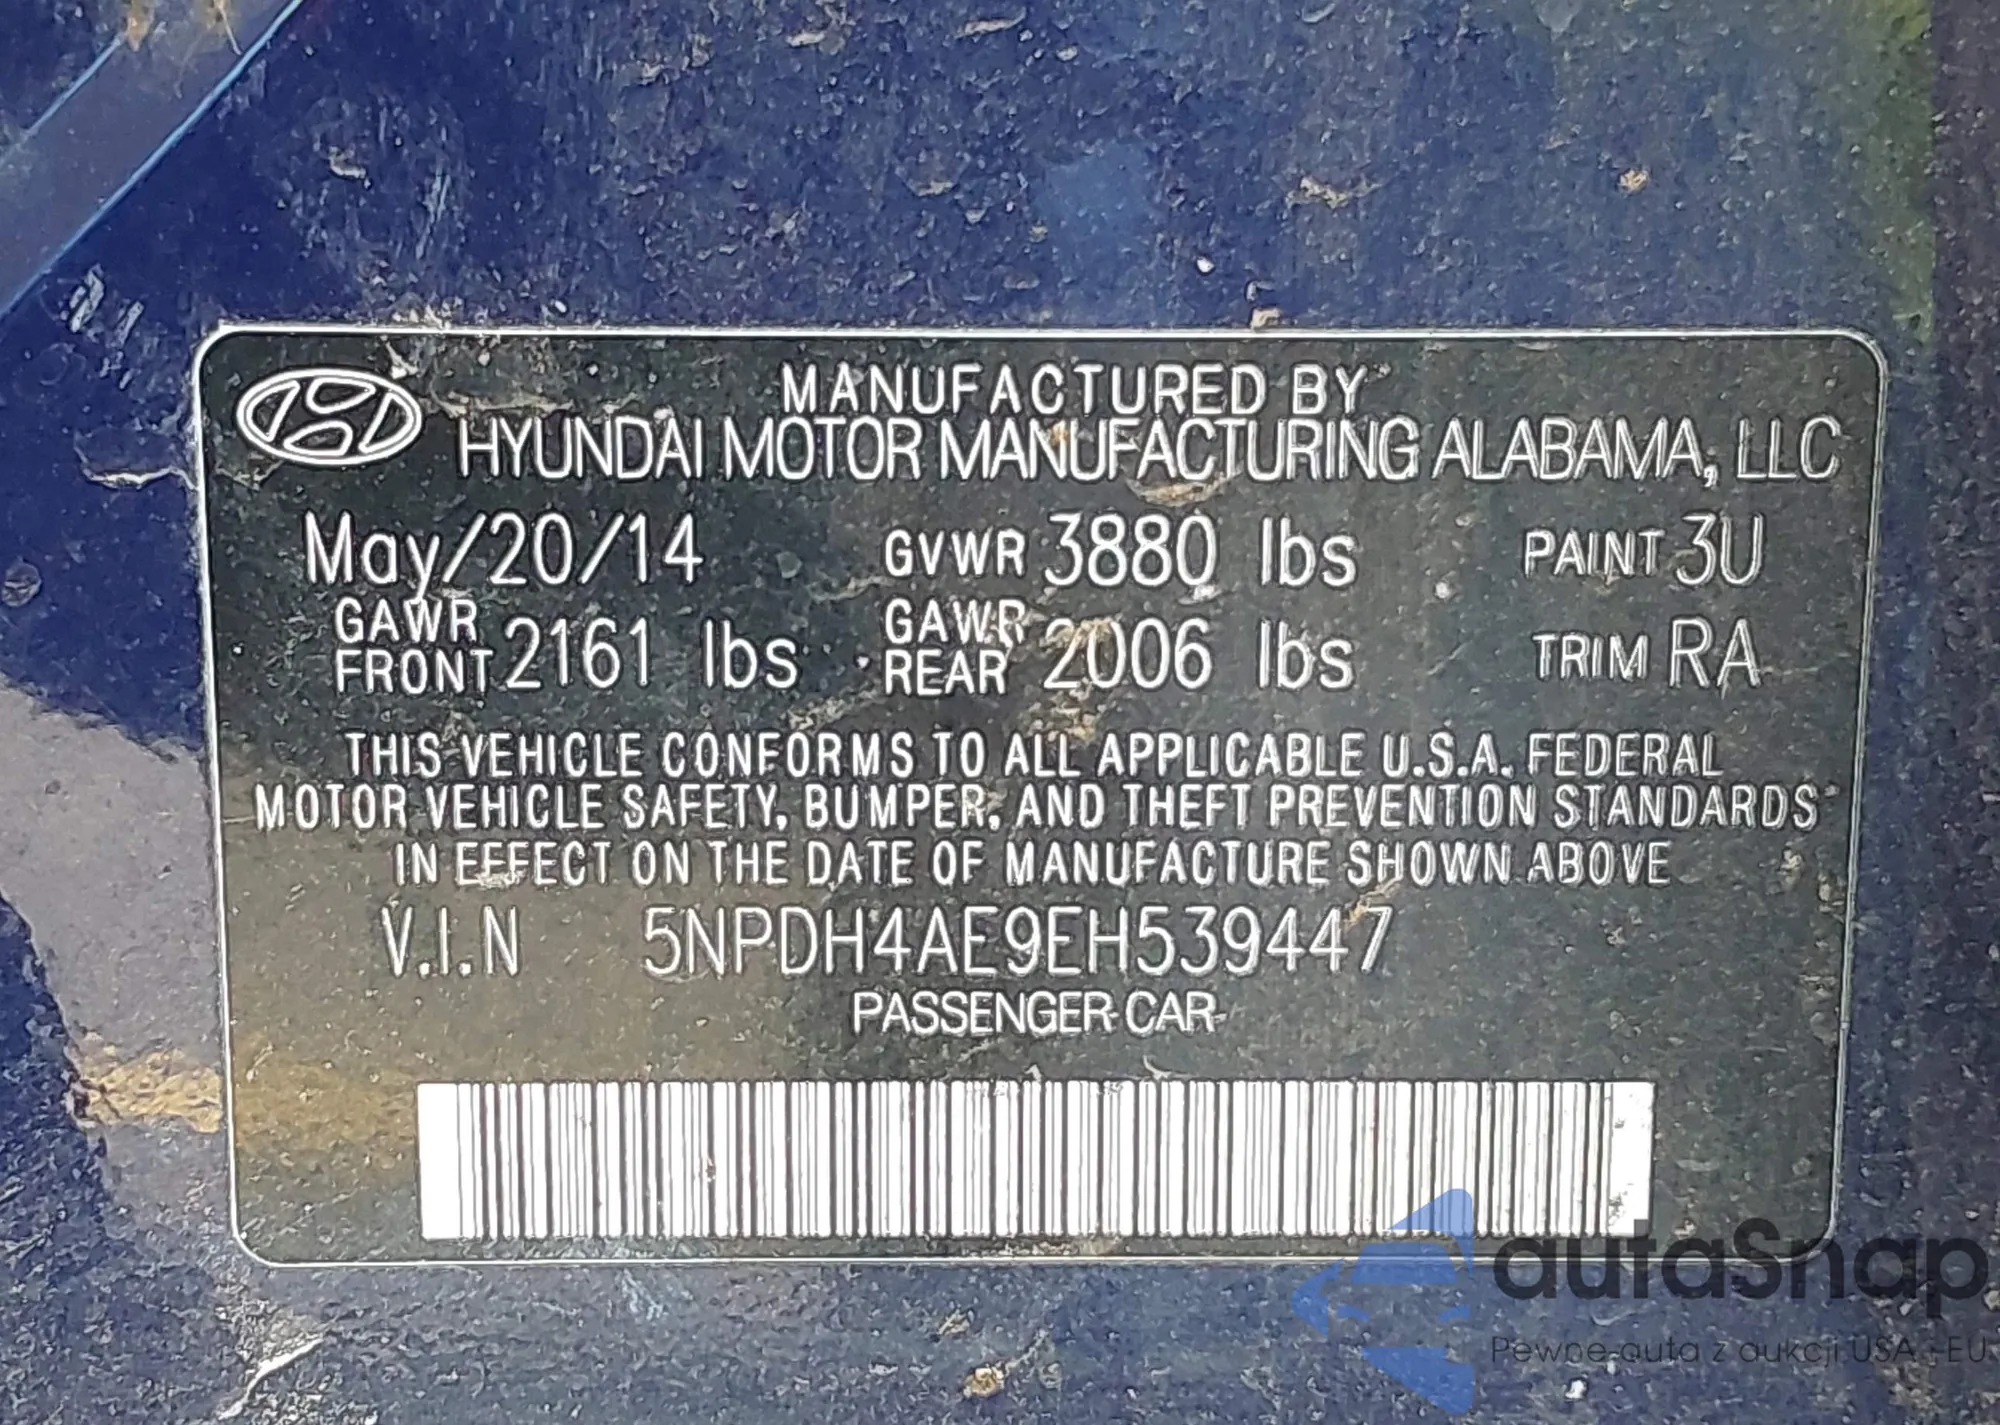 MANUFACTURED BY
HYUNDAI MOTOR MANUFACTURING ALABAMA, LLC
May/20/14 GVWR 3880 lbs PAINT 3U
GAWR FRONT 2161 lbs GAWR REAR 2006 lbs TRIM RA
THIS VEHICLE CONFORMS TO ALL APPLICABLE U.S.A. FEDERAL
MOTOR VEHICLE SAFETY, BUMPER, AND THEFT PREVENTION STANDARDS
IN EFFECT ON THE DATE OF MANUFACTURE SHOWN ABOVE
V.I.N 5NPDH4AE9EH539447
PASSENGER CAR
autaSnap
Pewne auta z aukcji USA - EU